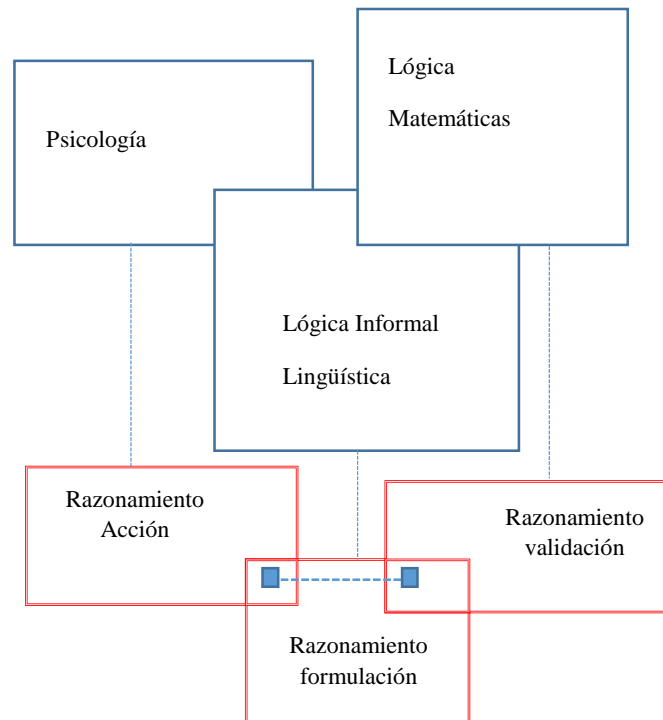 Lógica
Matemáticas
Psicología
Lógica Informal
Lingüística
Razonamiento
Acción
Razonamiento
validación
Razonamiento
formulación